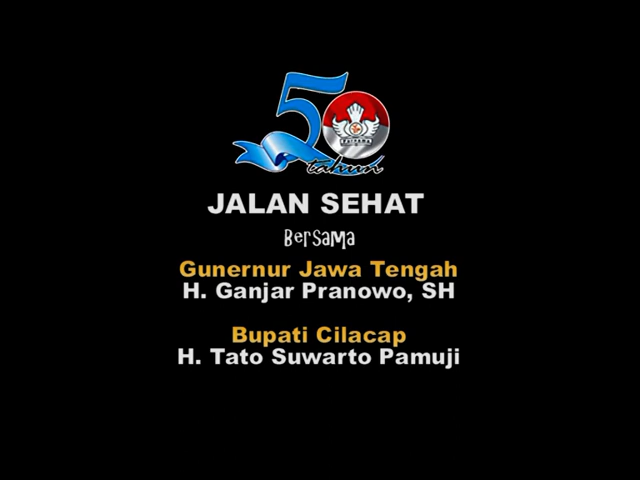 50
tahun
JALAN SEHAT
Bersama
Gunernur Jawa Tengah
H. Ganjar Pranowo, SH
Bupati Cilacap
H. Tato Suwarto Pamuji